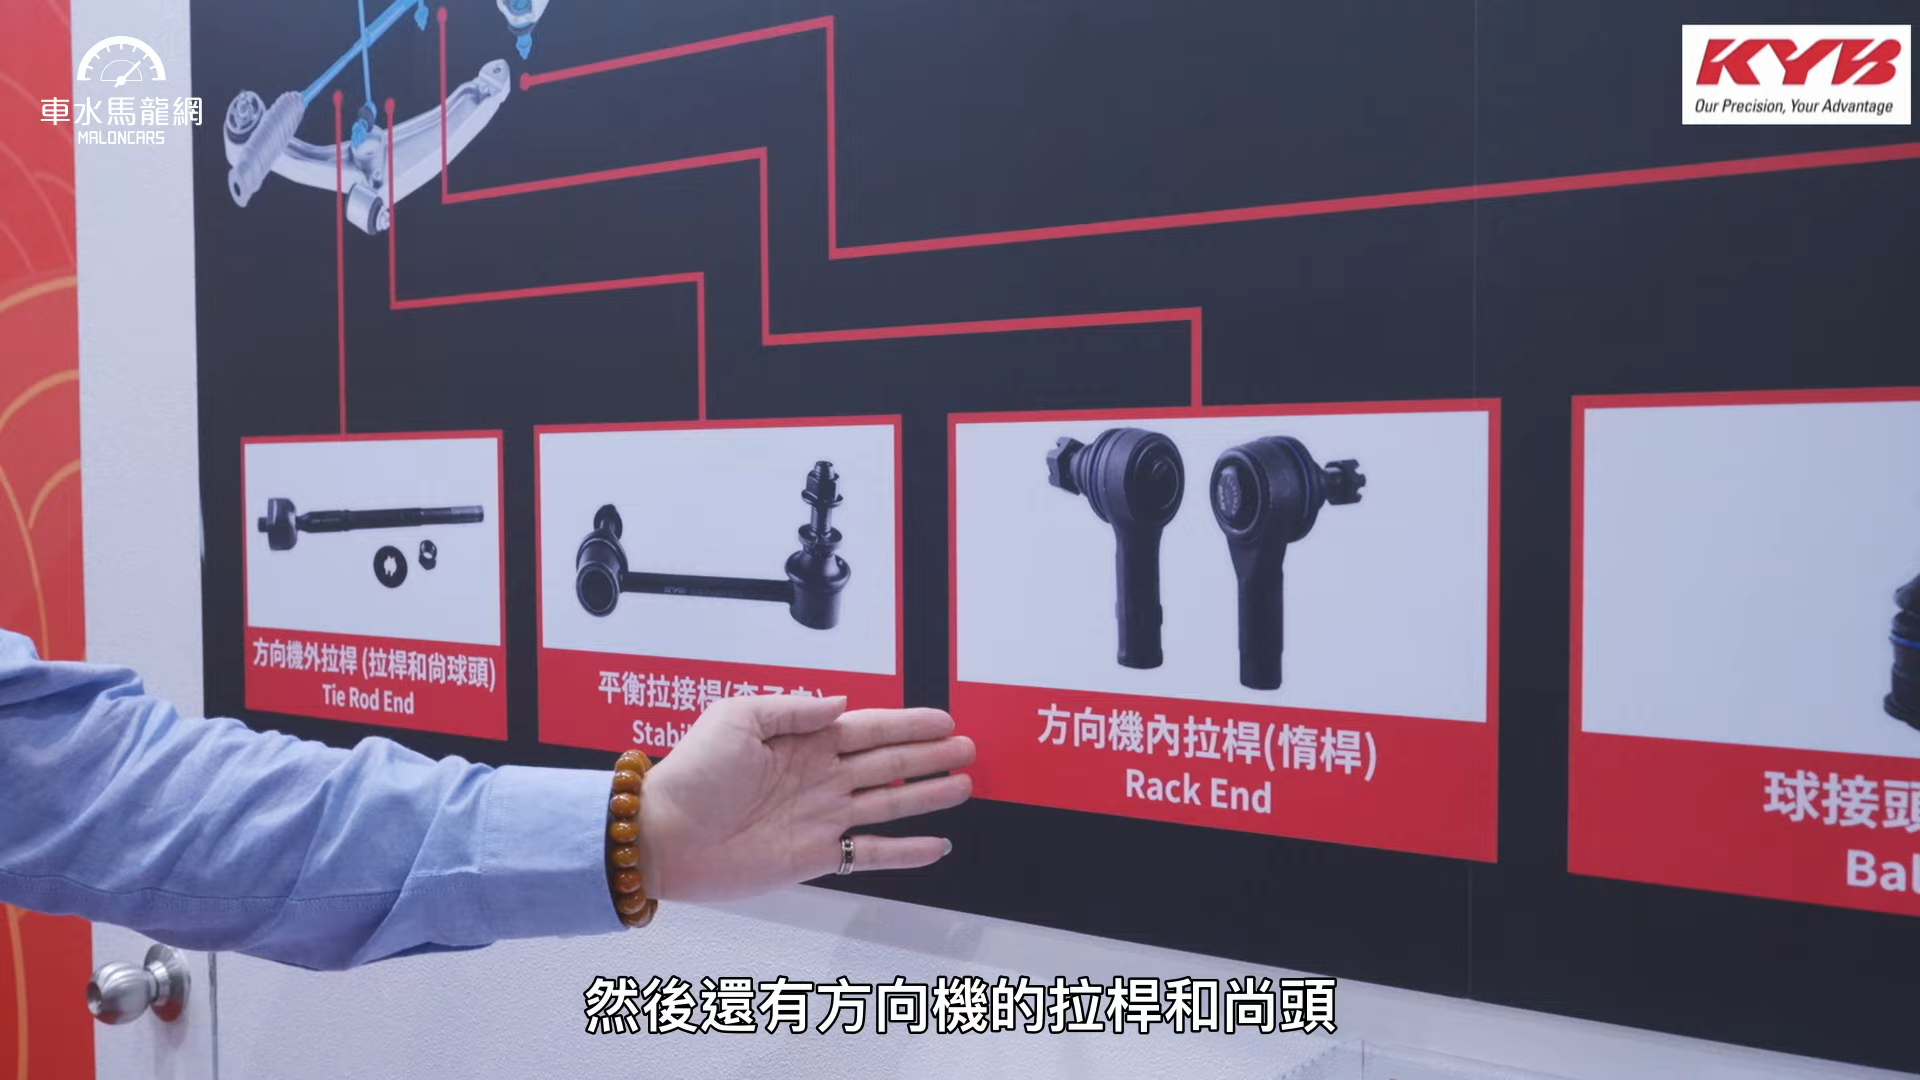 車水馬龍網
MALONCARS
KYB
Our Precision, Your Advantage
方向機外拉桿 (拉桿和尚球頭)
Tie Rod End
平衡拉接桿
Stabi
方向機內拉桿(惰桿)
Rack End
球接頭
Bal
然後還有方向機的拉桿和尚頭